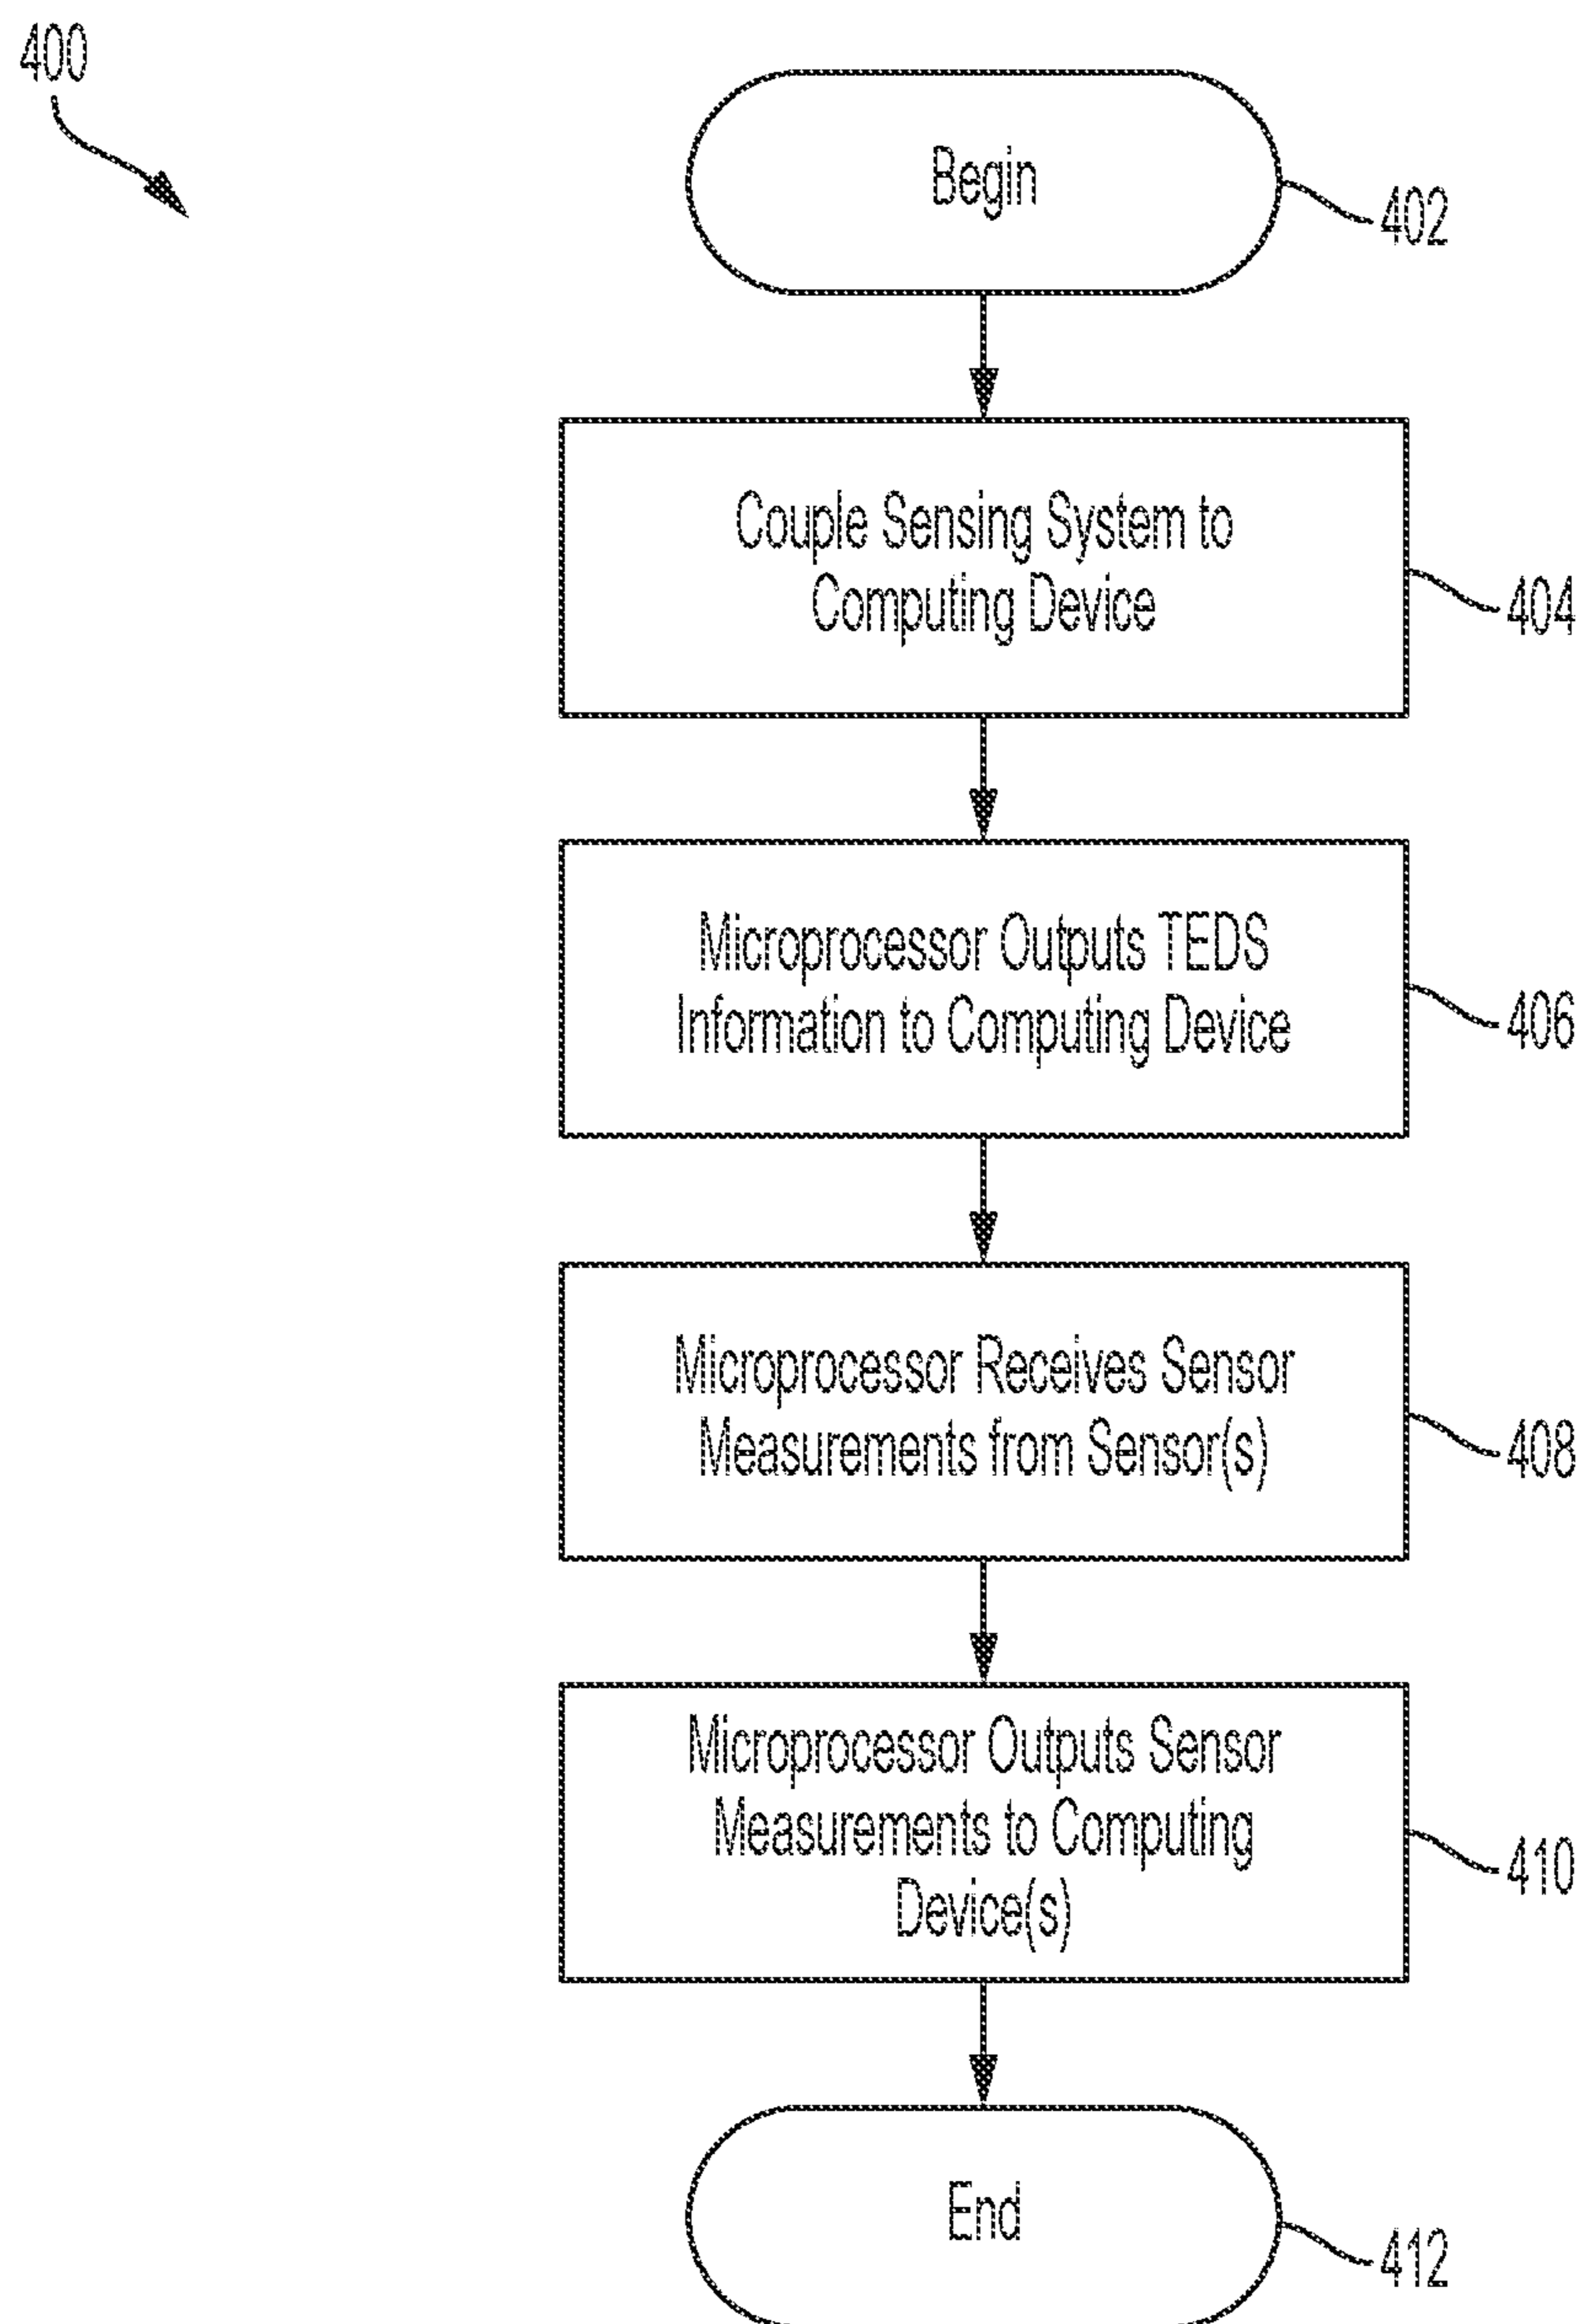 400
Begin
402
Couple Sensing System to
Computing Device
404
Microprocessor Outputs TEDS
Information to Computing Device
406
Microprocessor Receives Sensor
Measurements from Sensor(s)
408
Microprocessor Outputs Sensor
Measurements to Computing
Device(s)
410
End
412